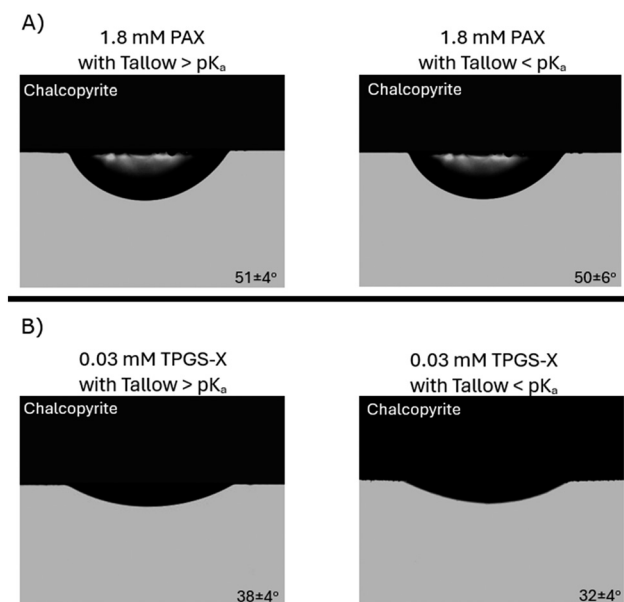 A)
1.8 mM PAX
with Tallow > pKₐ
1.8 mM PAX
with Tallow < pKₐ
Chalcopyrite
Chalcopyrite
51±4°
50±6°
B)
0.03 mM TPGS-X
with Tallow > pKₐ
0.03 mM TPGS-X
with Tallow < pKₐ
Chalcopyrite
Chalcopyrite
38±4°
32±4°